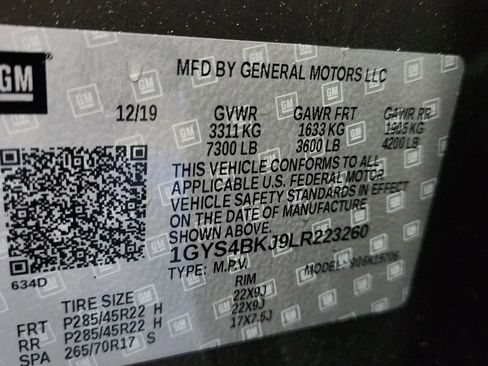 GM
MFD BY GENERAL MOTORS LLC
12/19 GVWR GAWR FRT GAWR RR
3311 KG 1633 KG 1905 KG
7300 LB 3600 LB 4200 LB
THIS VEHICLE CONFORMS TO ALL
APPLICABLE U.S. FEDERAL MOTOR
VEHICLE SAFETY STANDARDS IN EFFECT
ON THE DATE OF MANUFACTURE
SHOWN ABOVE.
1GYS4BKJ9LR223260
TYPE: M.P.V. MODEL:
634D
TIRE SIZE RIM
FRT P285/45R22 H 22X9J
RR P285/45R22 H 22X9J
SPA 265/70R17 S 17X7.5J